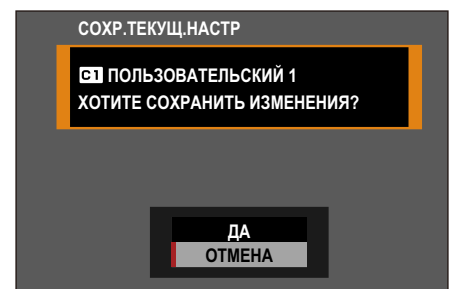 СОХР.ТЕКУЩ.НАСТР
C1 ПОЛЬЗОВАТЕЛЬСКИЙ 1
ХОТИТЕ СОХРАНИТЬ ИЗМЕНЕНИЯ?
ДА
ОТМЕНА